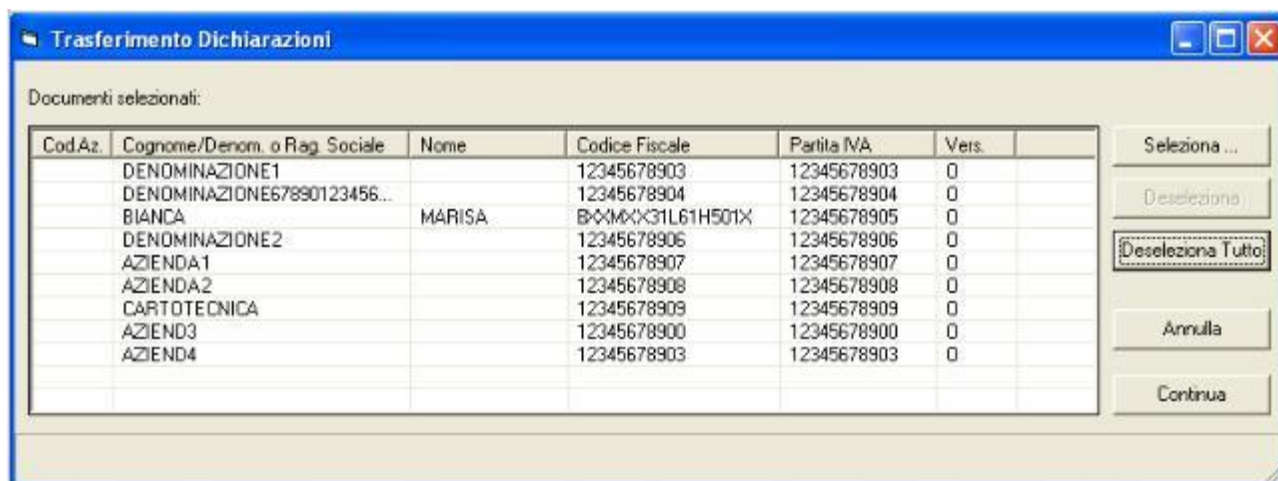 Trasferimento Dichiarazioni
Documenti selezionati:
Cod.Az. Cognome/Denom. o Rag. Sociale Nome Codice Fiscale Partita IVA Vers.
DENOMINAZIONE1 12345678903 12345678903 0
DENOMINAZIONE67890123456... 12345678904 12345678904 0
BIANCA MARISA BXXMXX31L61H501X 12345678905 0
DENOMINAZIONE2 12345678906 12345678906 0
AZIENDA1 12345678907 12345678907 0
AZIENDA2 12345678908 12345678908 0
CARTOTECNICA 12345678909 12345678909 0
AZIEND3 12345678900 12345678900 0
AZIEND4 12345678903 12345678903 0
Seleziona ...
Deseleziona
Deseleziona Tutto
Annulla
Continua